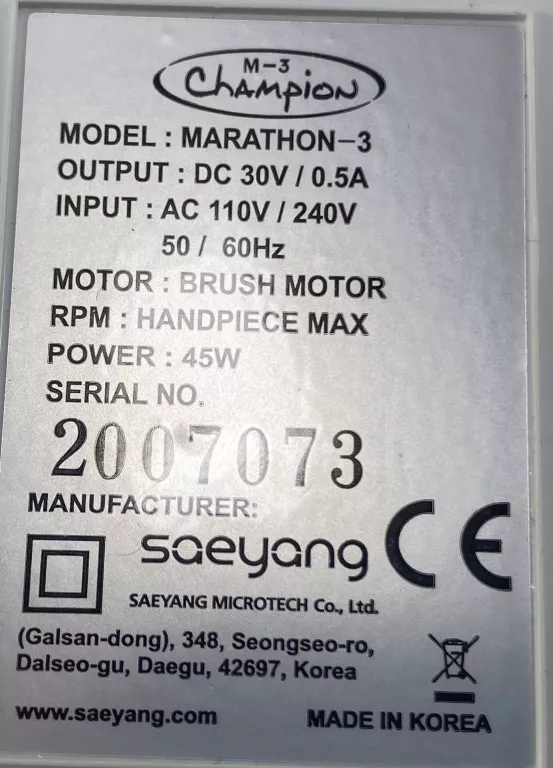 M-3
Champion
MODEL : MARATHON-3
OUTPUT : DC 30V / 0.5A
INPUT : AC 110V / 240V
50 / 60Hz
MOTOR : BRUSH MOTOR
RPM : HANDPIECE MAX
POWER : 45W
SERIAL NO.
2007073
MANUFACTURER:
saeyang CE
SAEYANG MICROTECH Co., Ltd.
(Galsan-dong), 348, Seongseo-ro,
Dalseo-gu, Daegu, 42697, Korea
www.saeyang.com MADE IN KOREA